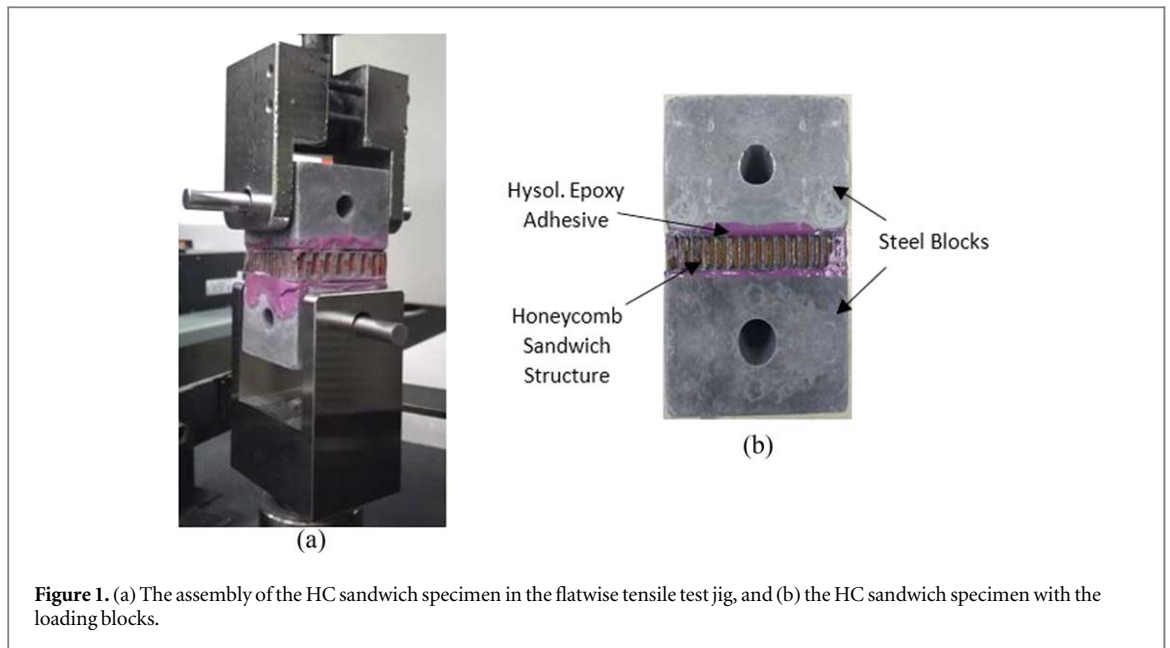 Hysol. Epoxy
Adhesive
Steel Blocks
Honeycomb
Sandwich
Structure
(a)
(b)
Figure 1. (a) The assembly of the HC sandwich specimen in the flatwise tensile test jig, and (b) the HC sandwich specimen with the
loading blocks.